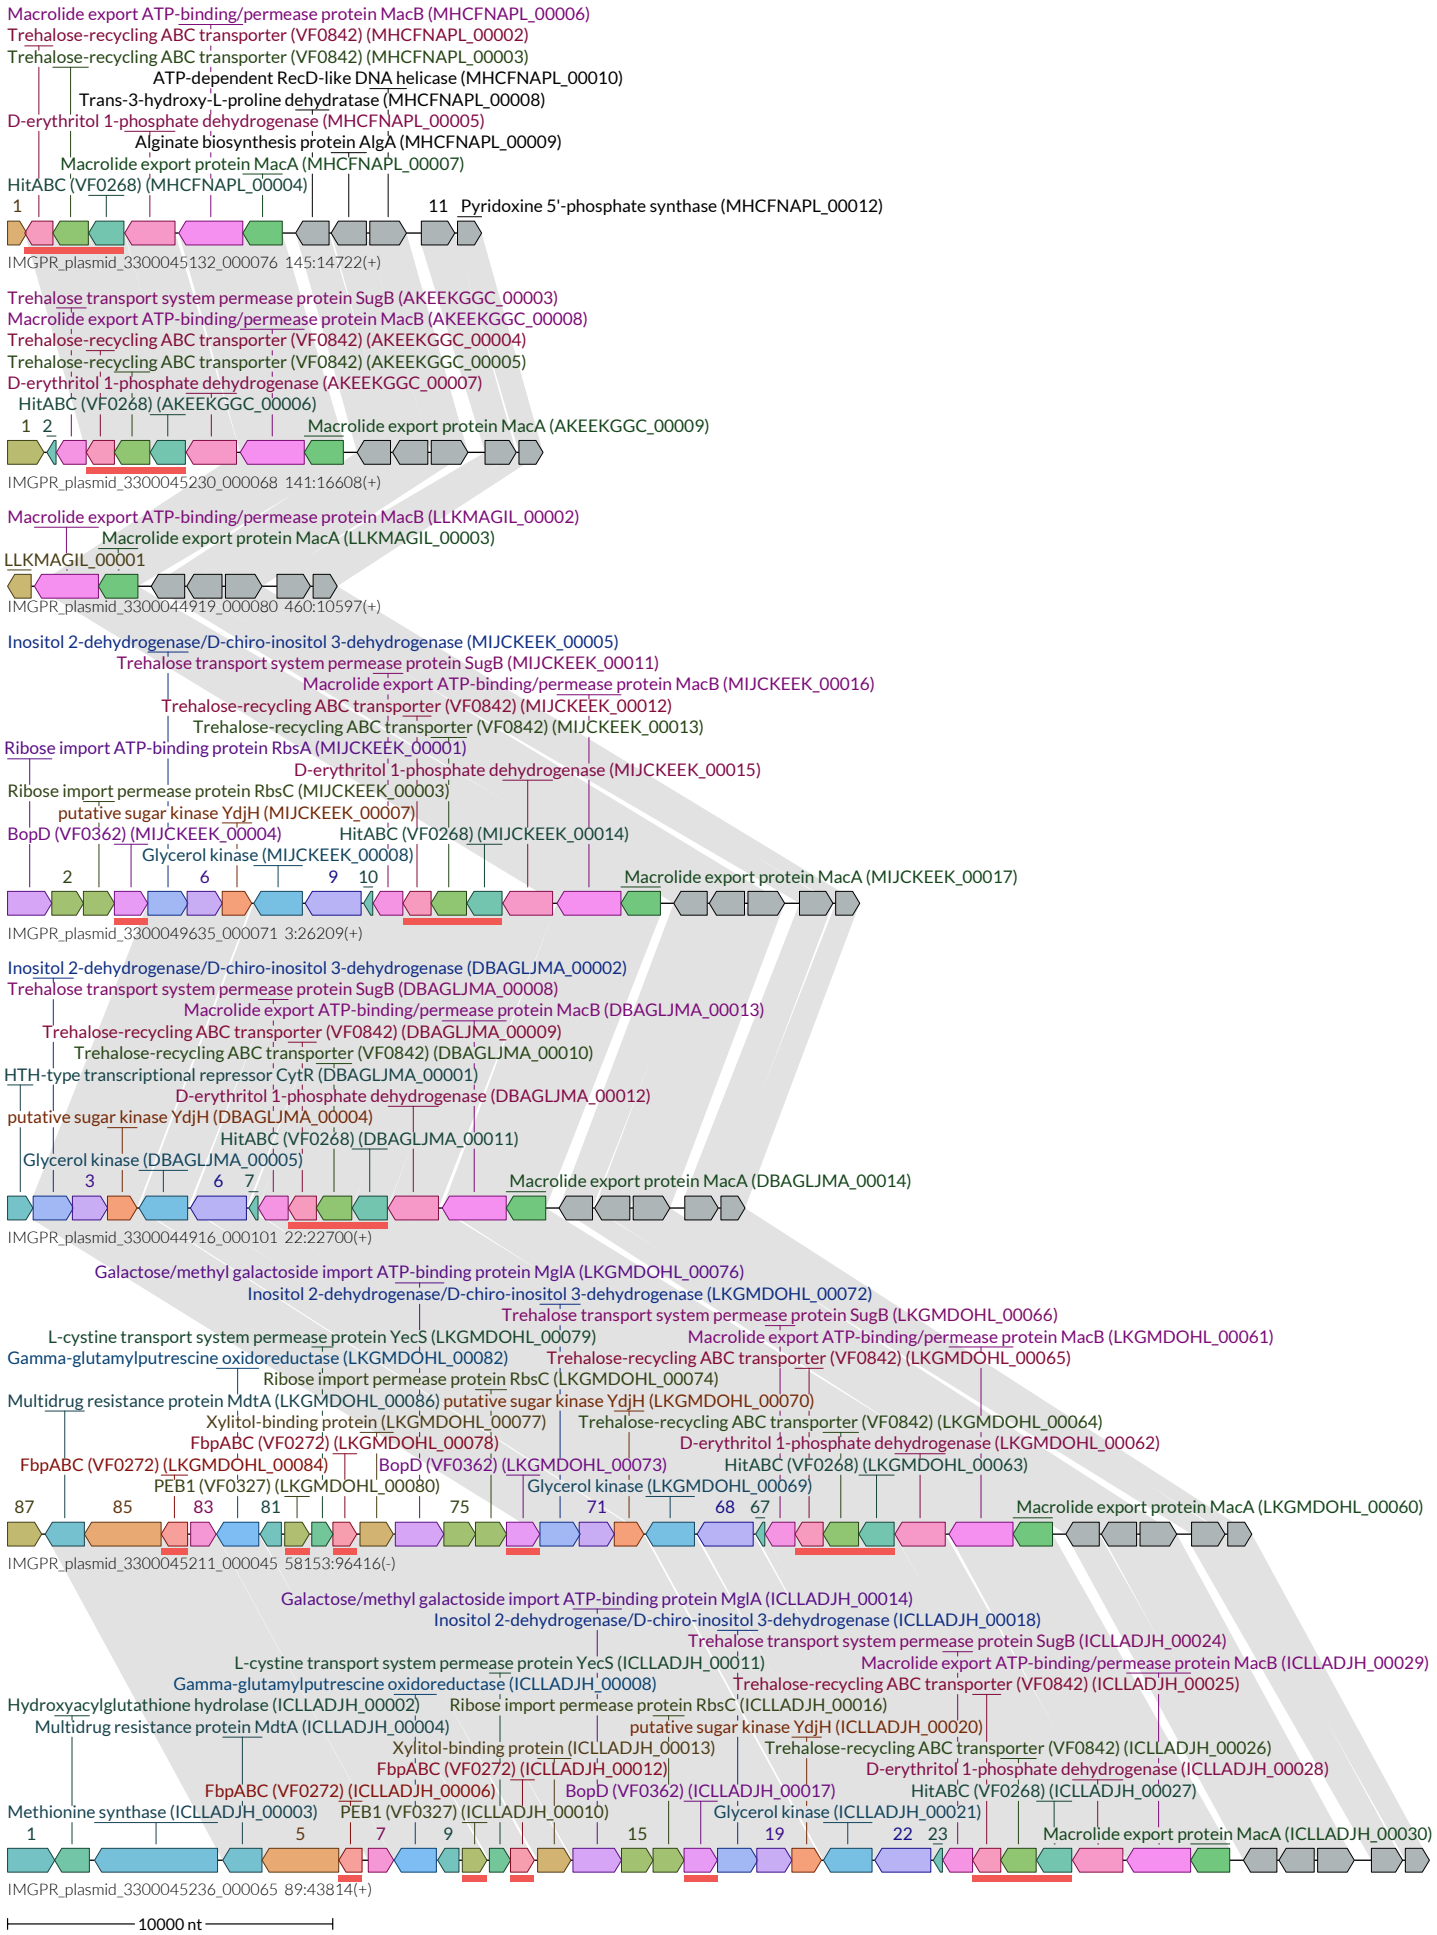 Macrolide export ATP-binding/permease protein MacB (MHCFNAPL_00006)
Trehalose-recycling ABC transporter (VF0842) (MHCFNAPL_00002)
Trehalose-recycling ABC transporter (VF0842) (MHCFNAPL_00003)
ATP-dependent RecD-like DNA helicase (MHCFNAPL_00010)
Trans-3-hydroxy-L-proline dehydratase (MHCFNAPL_00008)
D-erythritol 1-phosphate dehydrogenase (MHCFNAPL_00005)
Alginate biosynthesis protein AlgA (MHCFNAPL_00009)
Macrolide export protein MacA (MHCFNAPL_00007)
HitABC (VF0268) (MHCFNAPL_00004)
1 11 Pyridoxine 5'-phosphate synthase (MHCFNAPL_00012)
IMGPR_plasmid_3300045132_000076 145:14722(+)
Trehalose transport system permease protein SugB (AKEEKGGC_00003)
Macrolide export ATP-binding/permease protein MacB (AKEEKGGC_00008)
Trehalose-recycling ABC transporter (VF0842) (AKEEKGGC_00004)
Trehalose-recycling ABC transporter (VF0842) (AKEEKGGC_00005)
D-erythritol 1-phosphate dehydrogenase (AKEEKGGC_00007)
HitABC (VF0268) (AKEEKGGC_00006)
1 2 Macrolide export protein MacA (AKEEKGGC_00009)
IMGPR_plasmid_3300045230_000068 141:16608(+)
Macrolide export ATP-binding/permease protein MacB (LLKMAGIL_00002)
Macrolide export protein MacA (LLKMAGIL_00003)
LLKMAGIL_00001
IMGPR_plasmid_3300044919_000080 460:10597(+)
Inositol 2-dehydrogenase/D-chiro-inositol 3-dehydrogenase (MIJCKEEK_00005)
Trehalose transport system permease protein SugB (MIJCKEEK_00011)
Macrolide export ATP-binding/permease protein MacB (MIJCKEEK_00016)
Trehalose-recycling ABC transporter (VF0842) (MIJCKEEK_00012)
Trehalose-recycling ABC transporter (VF0842) (MIJCKEEK_00013)
Ribose import ATP-binding protein RbsA (MIJCKEEK_00001)
D-erythritol 1-phosphate dehydrogenase (MIJCKEEK_00015)
Ribose import permease protein RbsC (MIJCKEEK_00003)
putative sugar kinase YdjH (MIJCKEEK_00007)
BopD (VF0362) (MIJCKEEK_00004) HitABC (VF0268) (MIJCKEEK_00014)
Glycerol kinase (MIJCKEEK_00008)
2 6 9 10 Macrolide export protein MacA (MIJCKEEK_00017)
IMGPR_plasmid_3300049635_000071 3:26209(+)
Inositol 2-dehydrogenase/D-chiro-inositol 3-dehydrogenase (DBAGLJMA_00002)
Trehalose transport system permease protein SugB (DBAGLJMA_00008)
Macrolide export ATP-binding/permease protein MacB (DBAGLJMA_00013)
Trehalose-recycling ABC transporter (VF0842) (DBAGLJMA_00009)
Trehalose-recycling ABC transporter (VF0842) (DBAGLJMA_00010)
HTH-type transcriptional repressor CytR (DBAGLJMA_00001)
D-erythritol 1-phosphate dehydrogenase (DBAGLJMA_00012)
putative sugar kinase YdjH (DBAGLJMA_00004)
HitABC (VF0268) (DBAGLJMA_00011)
Glycerol kinase (DBAGLJMA_00005)
3 6 7 Macrolide export protein MacA (DBAGLJMA_00014)
IMGPR_plasmid_3300044916_000101 22:22700(+)
Galactose/methyl galactoside import ATP-binding protein MglA (LKGMDOHL_00076)
Inositol 2-dehydrogenase/D-chiro-inositol 3-dehydrogenase (LKGMDOHL_00072)
Trehalose transport system permease protein SugB (LKGMDOHL_00066)
L-cystine transport system permease protein YecS (LKGMDOHL_00079) Macrolide export ATP-binding/permease protein MacB (LKGMDOHL_00061)
Gamma-glutamylputrescine oxidoreductase (LKGMDOHL_00082) Trehalose-recycling ABC transporter (VF0842) (LKGMDOHL_00065)
Ribose import permease protein RbsC (LKGMDOHL_00074)
Multidrug resistance protein MdtA (LKGMDOHL_00086) putative sugar kinase YdjH (LKGMDOHL_00070)
Xylitol-binding protein (LKGMDOHL_00077) Trehalose-recycling ABC transporter (VF0842) (LKGMDOHL_00064)
FbpABC (VF0272) (LKGMDOHL_00078) D-erythritol 1-phosphate dehydrogenase (LKGMDOHL_00062)
FbpABC (VF0272) (LKGMDOHL_00084) BopD (VF0362) (LKGMDOHL_00073) HitABC (VF0268) (LKGMDOHL_00063)
PEB1 (VF0327) (LKGMDOHL_00080) Glycerol kinase (LKGMDOHL_00069)
87 85 83 81 75 71 68 67 Macrolide export protein MacA (LKGMDOHL_00060)
IMGPR_plasmid_3300045211_000045 58153:96416(-)
Galactose/methyl galactoside import ATP-binding protein MglA (ICLLADJH_00014)
Inositol 2-dehydrogenase/D-chiro-inositol 3-dehydrogenase (ICLLADJH_00018)
Trehalose transport system permease protein SugB (ICLLADJH_00024)
L-cystine transport system permease protein YecS (ICLLADJH_00011) Macrolide export ATP-binding/permease protein MacB (ICLLADJH_00029)
Gamma-glutamylputrescine oxidoreductase (ICLLADJH_00008) Trehalose-recycling ABC transporter (VF0842) (ICLLADJH_00025)
Hydroxyacylglutathione hydrolase (ICLLADJH_00002) Ribose import permease protein RbsC (ICLLADJH_00016)
Multidrug resistance protein MdtA (ICLLADJH_00004) putative sugar kinase YdjH (ICLLADJH_00020)
Xylitol-binding protein (ICLLADJH_00013) Trehalose-recycling ABC transporter (VF0842) (ICLLADJH_00026)
FbpABC (VF0272) (ICLLADJH_00012) D-erythritol 1-phosphate dehydrogenase (ICLLADJH_00028)
FbpABC (VF0272) (ICLLADJH_00006) BopD (VF0362) (ICLLADJH_00017) HitABC (VF0268) (ICLLADJH_00027)
Methionine synthase (ICLLADJH_00003) PEB1 (VF0327) (ICLLADJH_00010) Glycerol kinase (ICLLADJH_00021)
1 5 7 9 15 19 22 23 Macrolide export protein MacA (ICLLADJH_00030)
IMGPR_plasmid_3300045236_000065 89:43814(+)
10000 nt